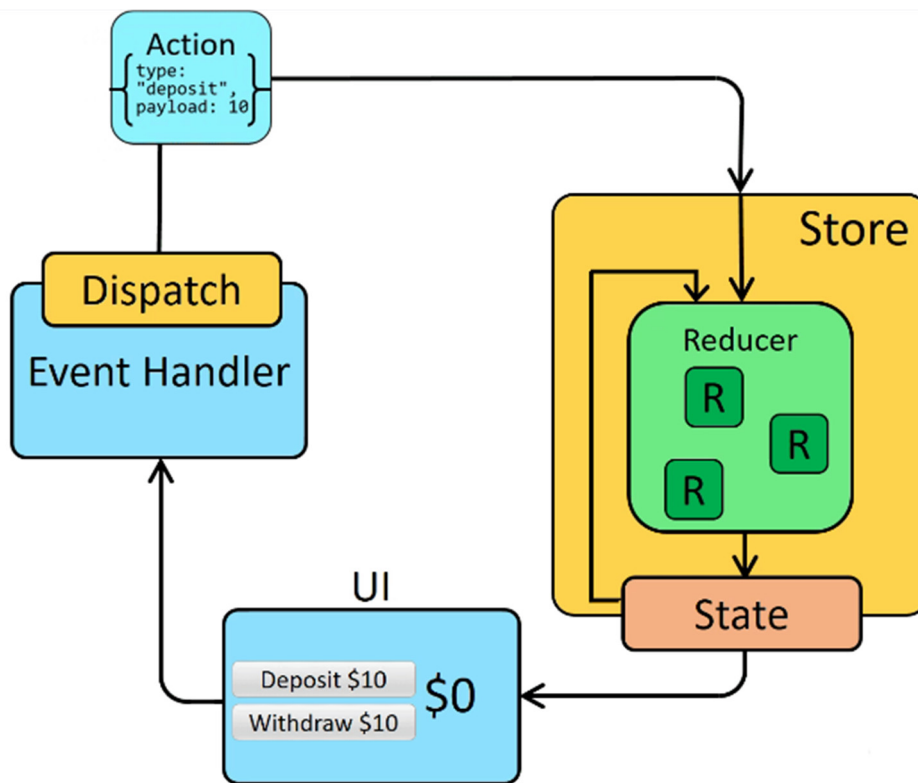 Action
{ type:
"deposit",
payload: 10 }
Store
Dispatch
Event Handler
Reducer
R
R
R
State
UI
Deposit $10
Withdraw $10
$0